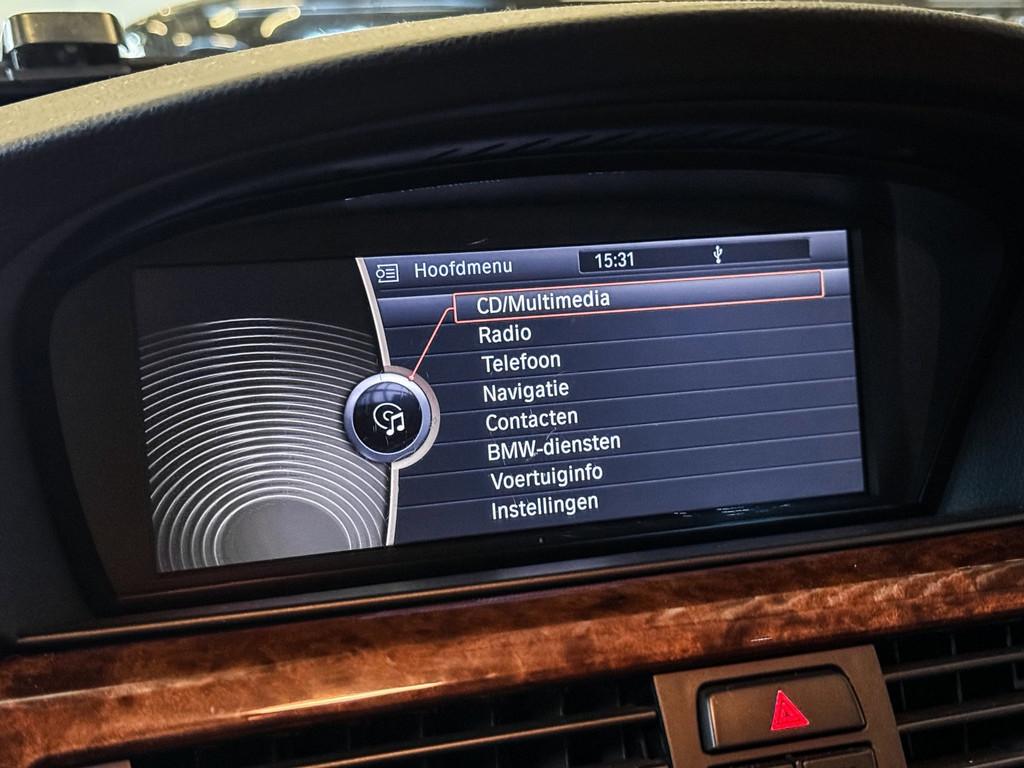 Hoofdmenu 15:31
CD/Multimedia
Radio
Telefoon
Navigatie
Contacten
BMW-diensten
Voertuiginfo
Instellingen